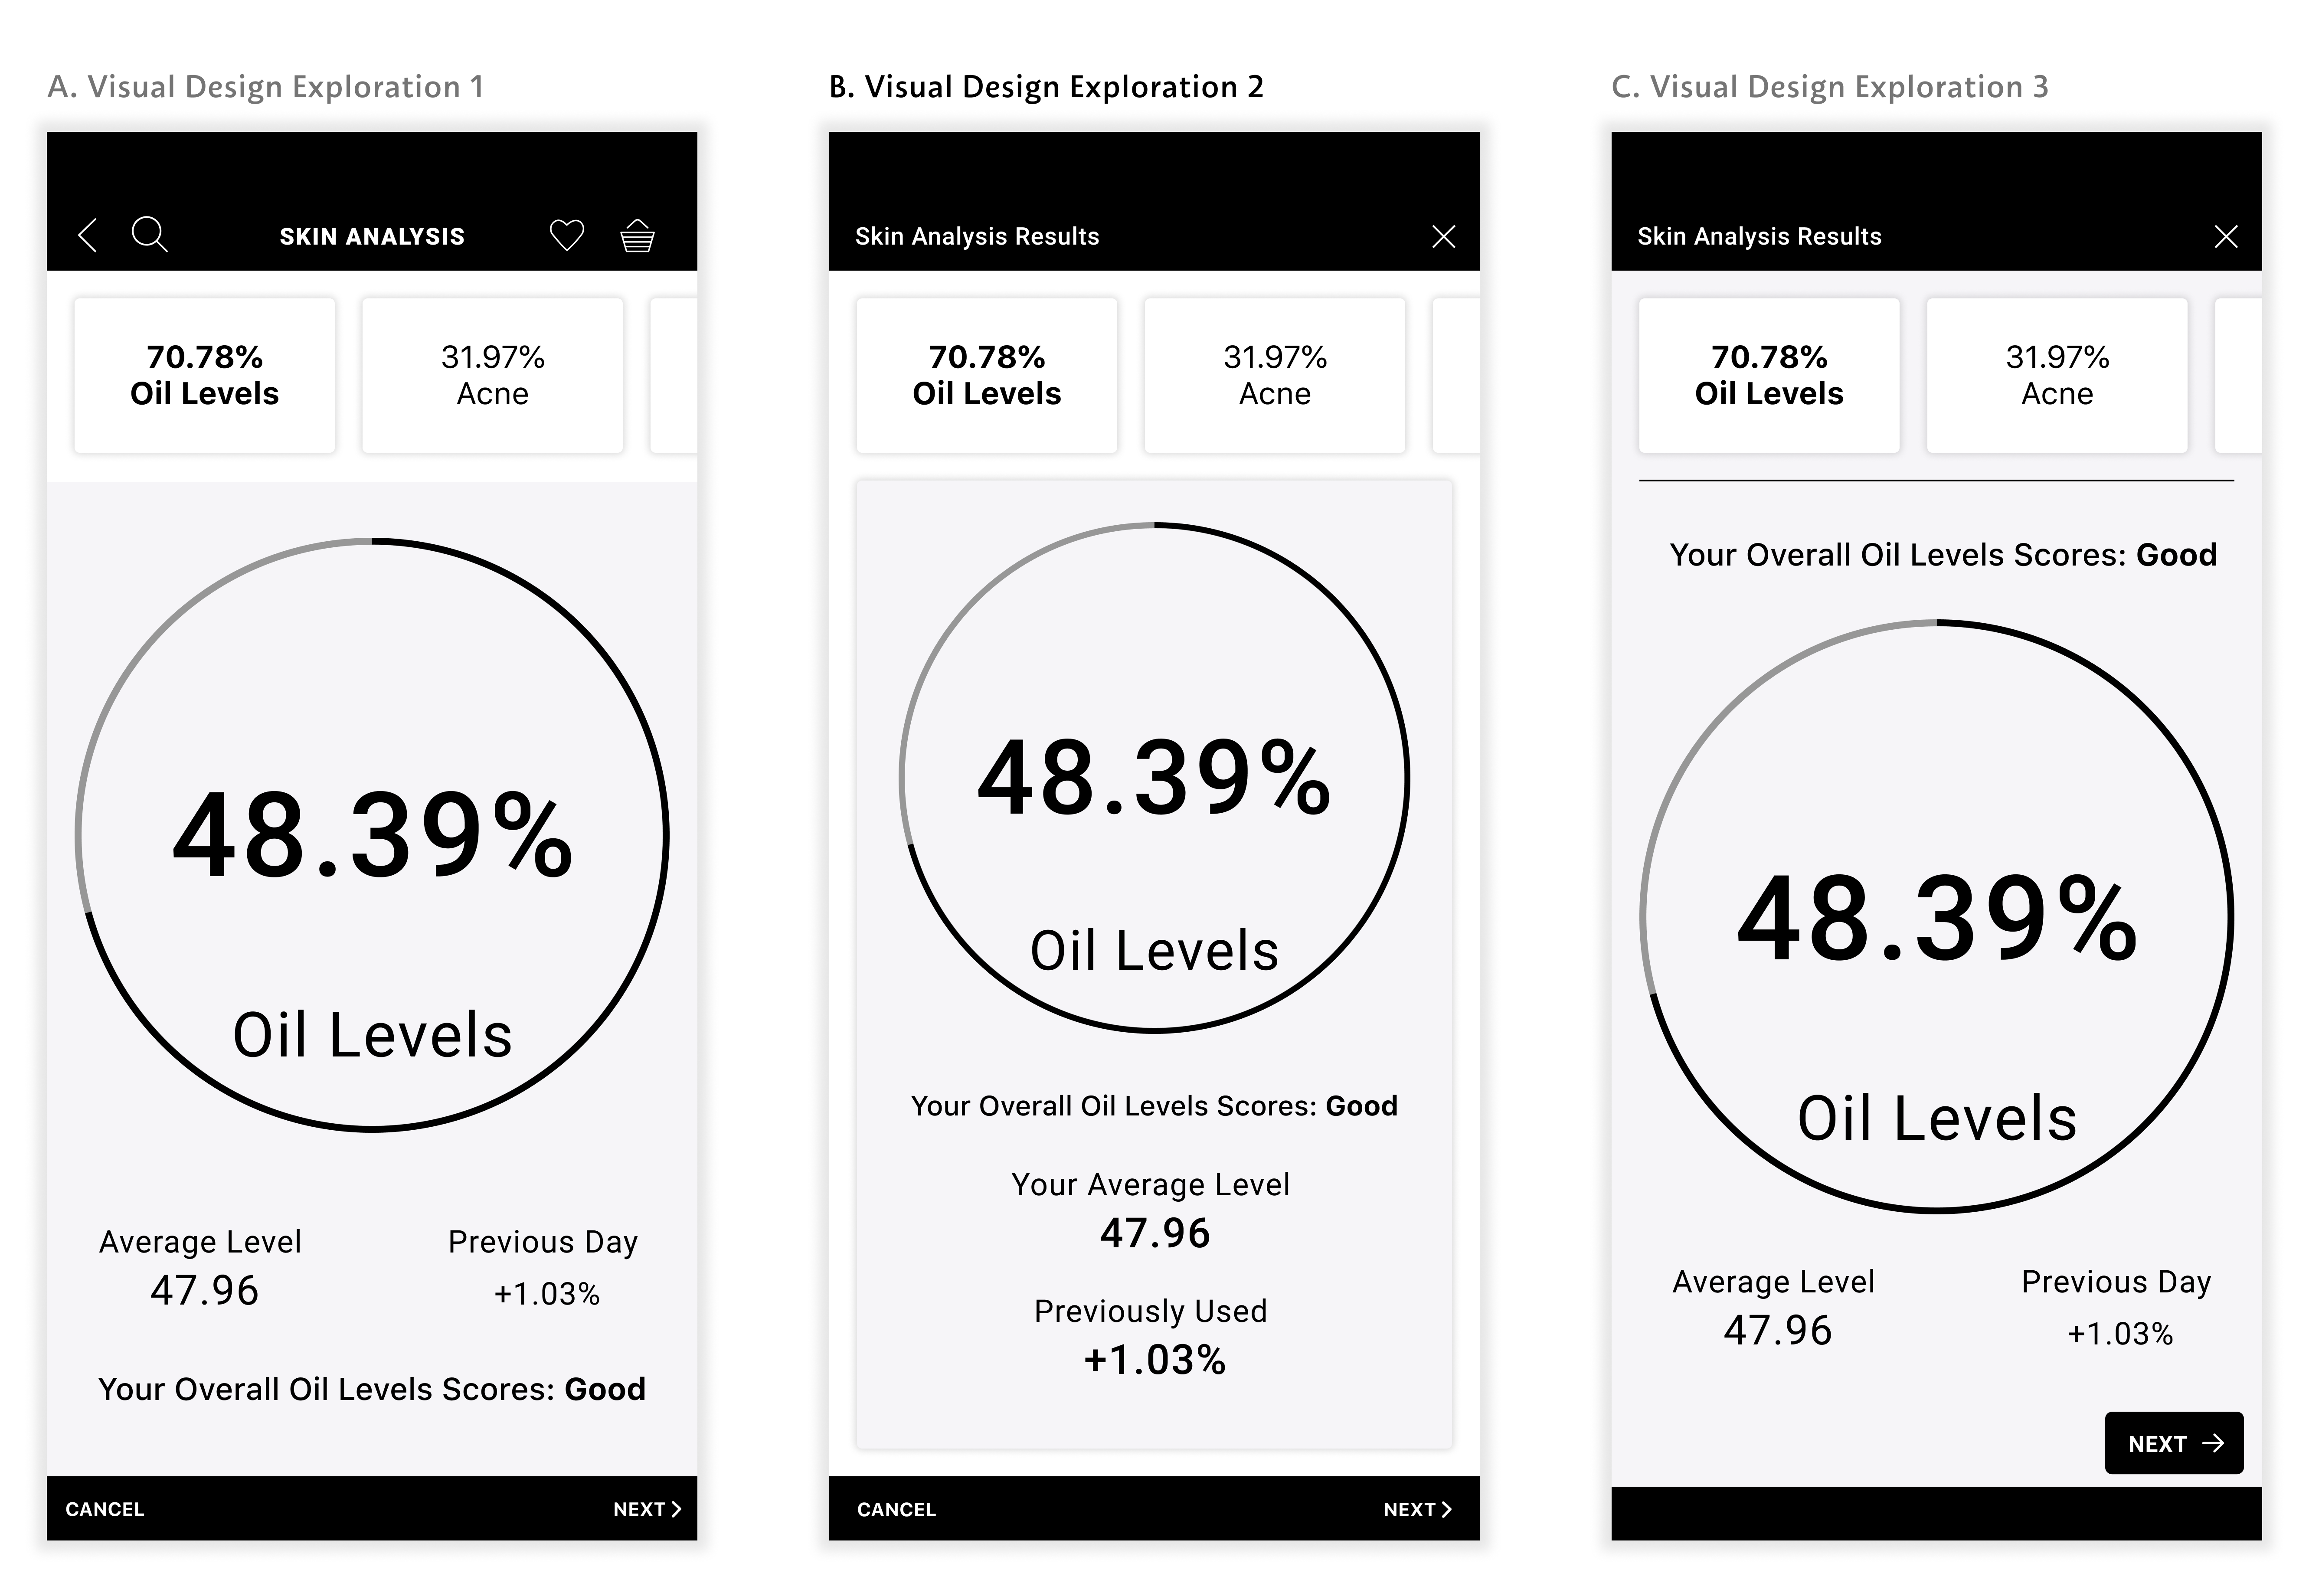 A. Visual Design Exploration 1
SKIN ANALYSIS
70.78%
Oil Levels
31.97%
Acne
48.39%
Oil Levels
Average Level
47.96
Previous Day
+1.03%
Your Overall Oil Levels Scores: Good
CANCEL
NEXT
B. Visual Design Exploration 2
Skin Analysis Results
70.78%
Oil Levels
31.97%
Acne
48.39%
Oil Levels
Your Overall Oil Levels Scores: Good
Your Average Level
47.96
Previously Used
+1.03%
CANCEL
NEXT
C. Visual Design Exploration 3
Skin Analysis Results
70.78%
Oil Levels
31.97%
Acne
Your Overall Oil Levels Scores: Good
48.39%
Oil Levels
Average Level
47.96
Previous Day
+1.03%
NEXT